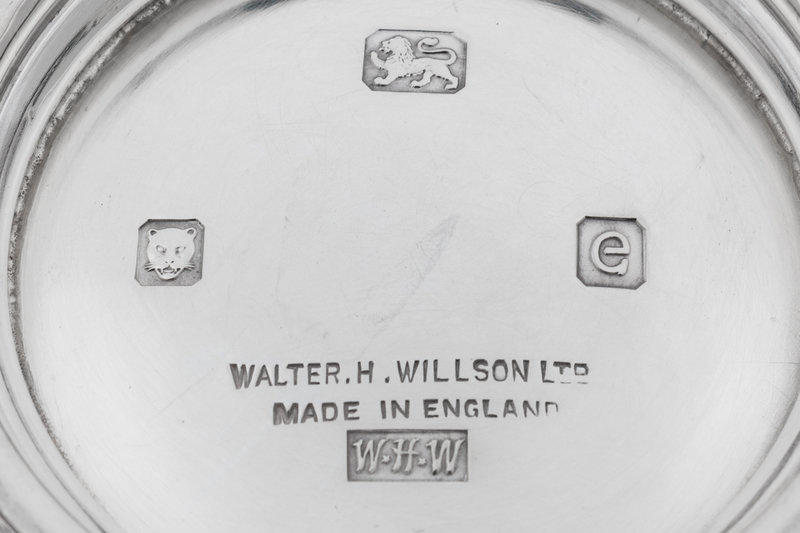 e
WALTER.H.WILLSON LTD
MADE IN ENGLAND
W·H·W